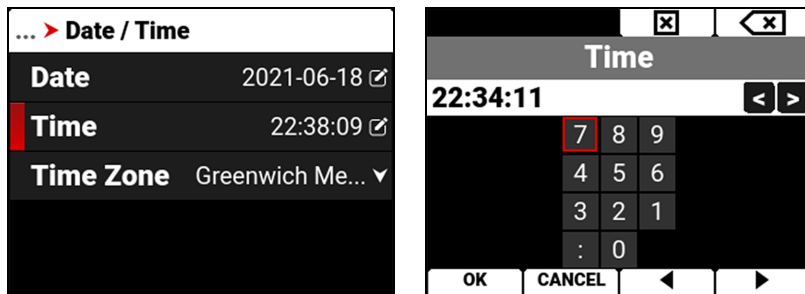 ... > Date / Time
Date 2021-06-18
Time 22:38:09
Time Zone Greenwich Me...
Time
22:34:11 < >
7 8 9
4 5 6
3 2 1
: 0
OK CANCEL